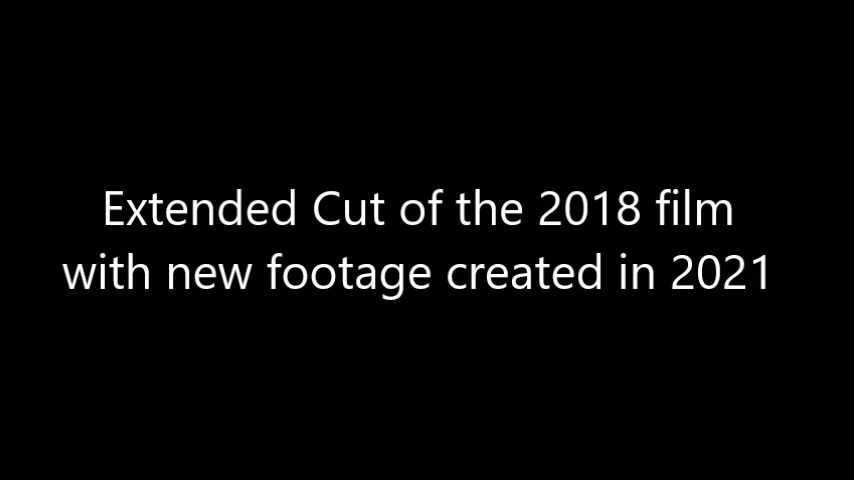 Extended Cut of the 2018 film
with new footage created in 2021